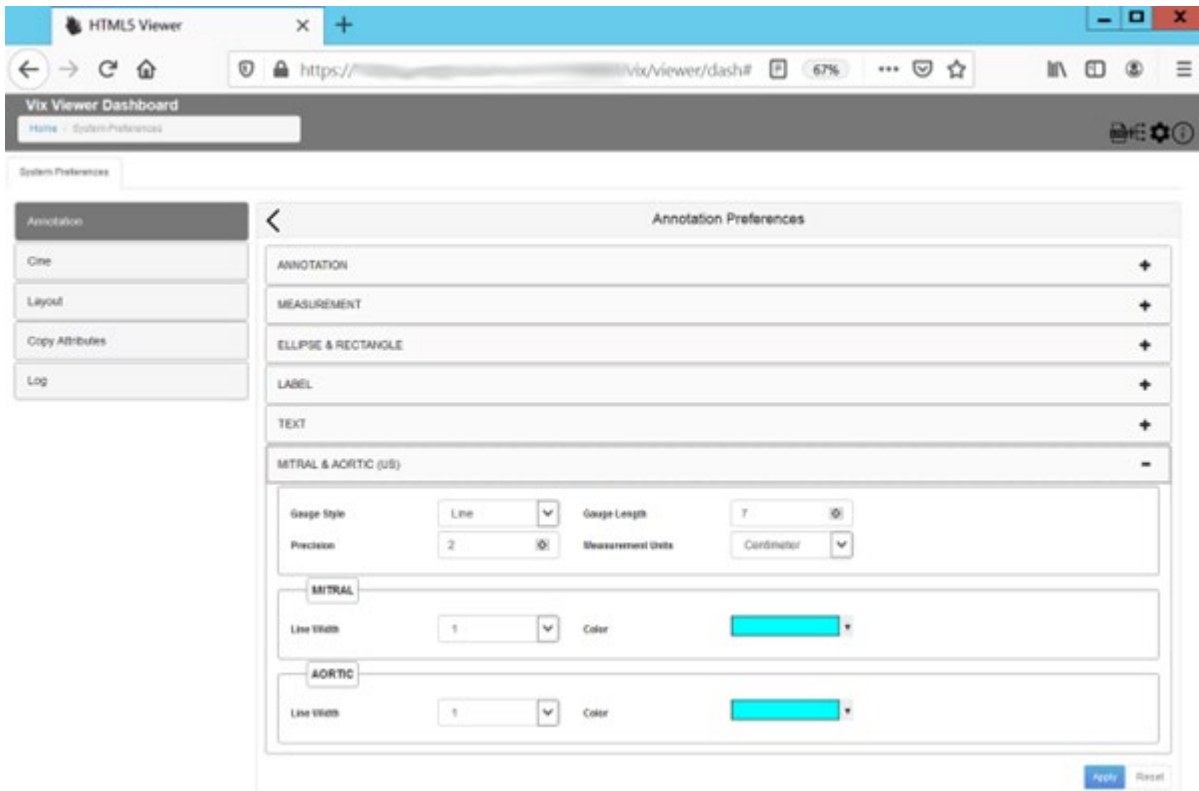 HTML5 Viewer
https:// /vix/viewer/dash# 67%
Vix Viewer Dashboard
Home / System Preferences
System Preferences
Annotation
Cine
Layout
Copy Attributes
Log
Annotation Preferences
ANNOTATION
MEASUREMENT
ELLIPSE & RECTANGLE
LABEL
TEXT
MITRAL & AORTIC (US)
Gauge Style Line Gauge Length 7
Precision 2 Measurement Units Centimeter
MITRAL
Line Width 1 Color
AORTIC
Line Width 1 Color
Apply Reset